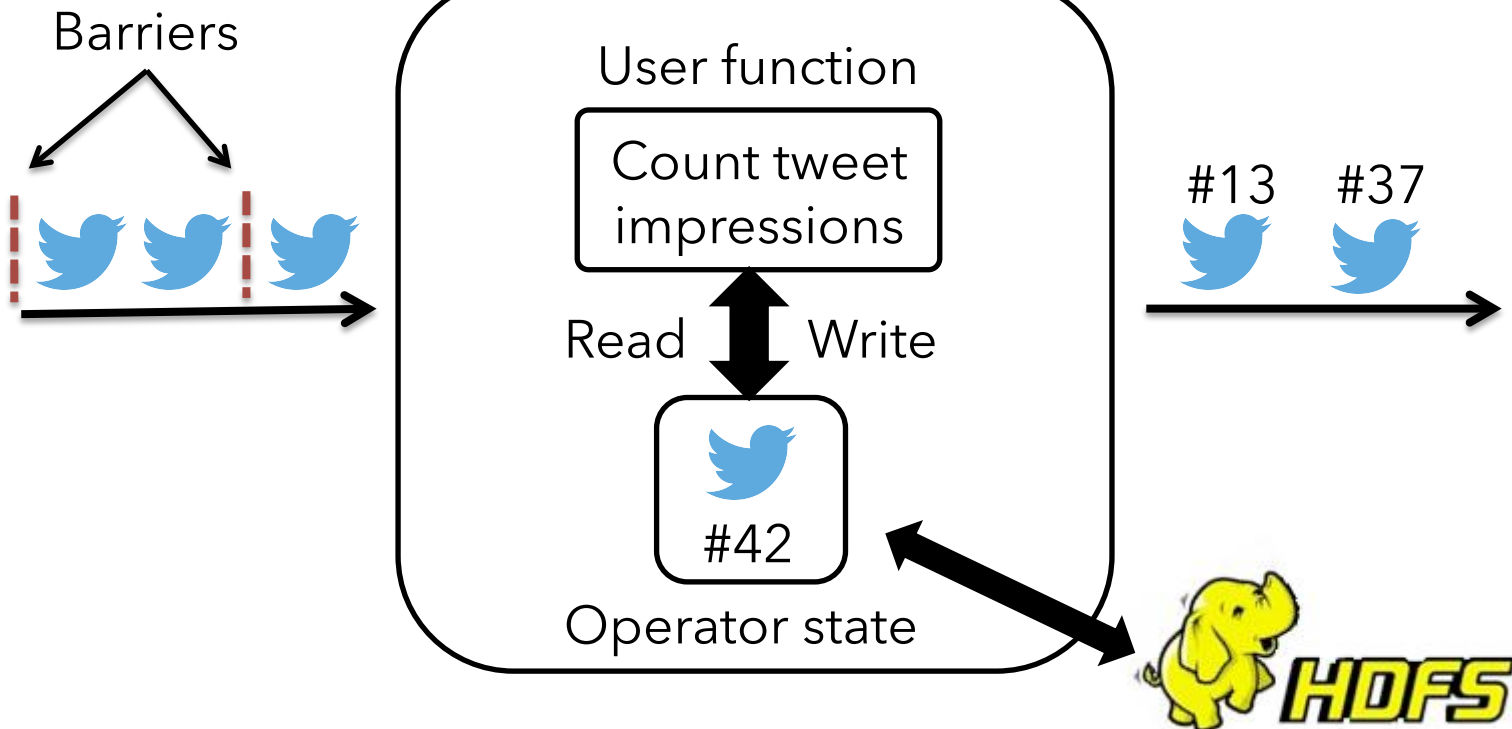 Barriers
User function
Count tweet
impressions
#13 #37
Read Write
#42
Operator state
HDFS